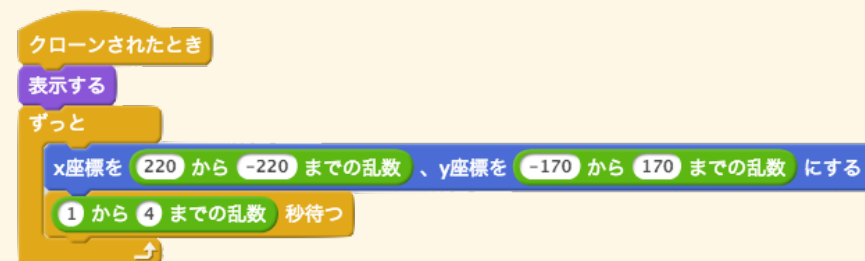 クローンされたとき
表示する
ずっと
x座標を 220 から -220 までの乱数 、y座標を -170 から 170 までの乱数 にする
1 から 4 までの乱数 秒待つ